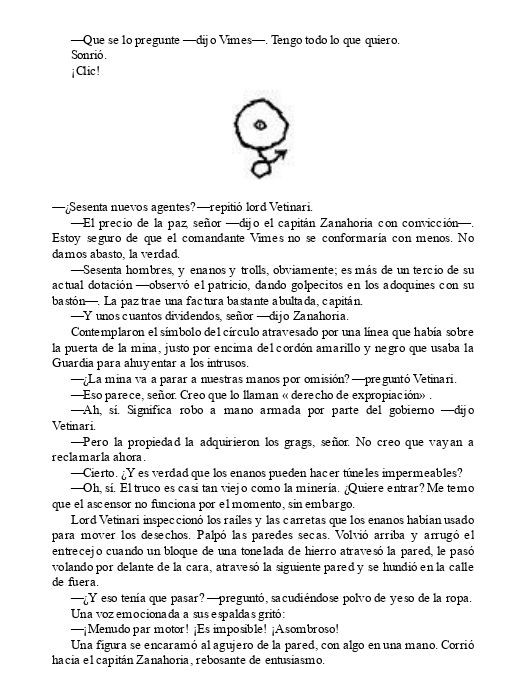 —Que se lo pregunte —dijo Vimes—. Tengo todo lo que quiero.
Sonrió.
¡Clic!
—¿Sesenta nuevos agentes? —repitió lord Vetinari.
—El precio de la paz, señor —dijo el capitán Zanahoria con convicción—.
Estoy seguro de que el comandante Vimes no se conformaría con menos. No
damos abasto, la verdad.
—Sesenta hombres, y enanos y trolls, obviamente; es más de un tercio de su
actual dotación —observó el patricio, dando golpecitos en los adoquines con su
bastón—. La paz trae una factura bastante abultada, capitán.
—Y unos cuantos dividendos, señor —dijo Zanahoria.
Contemplaron el símbolo del círculo atravesado por una línea que había sobre
la puerta de la mina, justo por encima del cordón amarillo y negro que usaba la
Guardia para ahuyentar a los intrusos.
—¿La mina va a parar a nuestras manos por omisión? —preguntó Vetinari.
—Eso parece, señor. Creo que lo llaman « derecho de expropiación» .
—Ah, sí. Significa robo a mano armada por parte del gobierno —dijo
Vetinari.
—Pero la propiedad la adquirieron los grags, señor. No creo que vayan a
reclamarla ahora.
—Cierto. ¿Y es verdad que los enanos pueden hacer túneles impermeables?
—Oh, sí. El truco es casi tan viejo como la minería. ¿Quiere entrar? Me temo
que el ascensor no funciona por el momento, sin embargo.
Lord Vetinari inspeccionó los raíles y las carretas que los enanos habían usado
para mover los desechos. Palpó las paredes secas. Volvió arriba y arrugó el
entrecejo cuando un bloque de una tonelada de hierro atravesó la pared, le pasó
volando por delante de la cara, atravesó la siguiente pared y se hundió en la calle
de fuera.
—¿Y eso tenía que pasar? —preguntó, sacudiéndose polvo de yeso de la ropa.
Una voz emocionada a sus espaldas gritó:
—¡Menudo par motor! ¡Es imposible! ¡Asombroso!
Una figura se encaramó al agujero de la pared, con algo en una mano. Corrió
hacia el capitán Zanahoria, rebosante de entusiasmo.